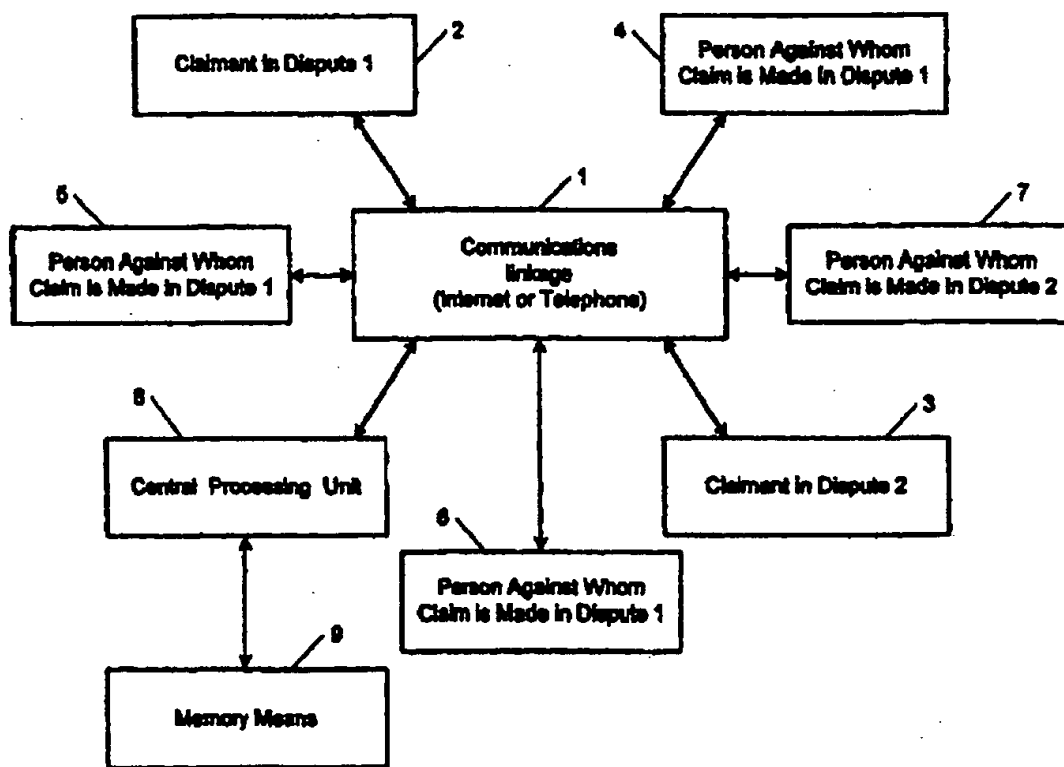 2
Claimant in Dispute 1
4
Person Against Whom
Claim is Made in Dispute 1
5
Person Against Whom
Claim is Made in Dispute 1
1
Communications
linkage
(Internet or Telephone)
7
Person Against Whom
Claim is Made in Dispute 2
8
Central Processing Unit
3
Claimant in Dispute 2
6
Person Against Whom
Claim is Made in Dispute 1
9
Memory Means